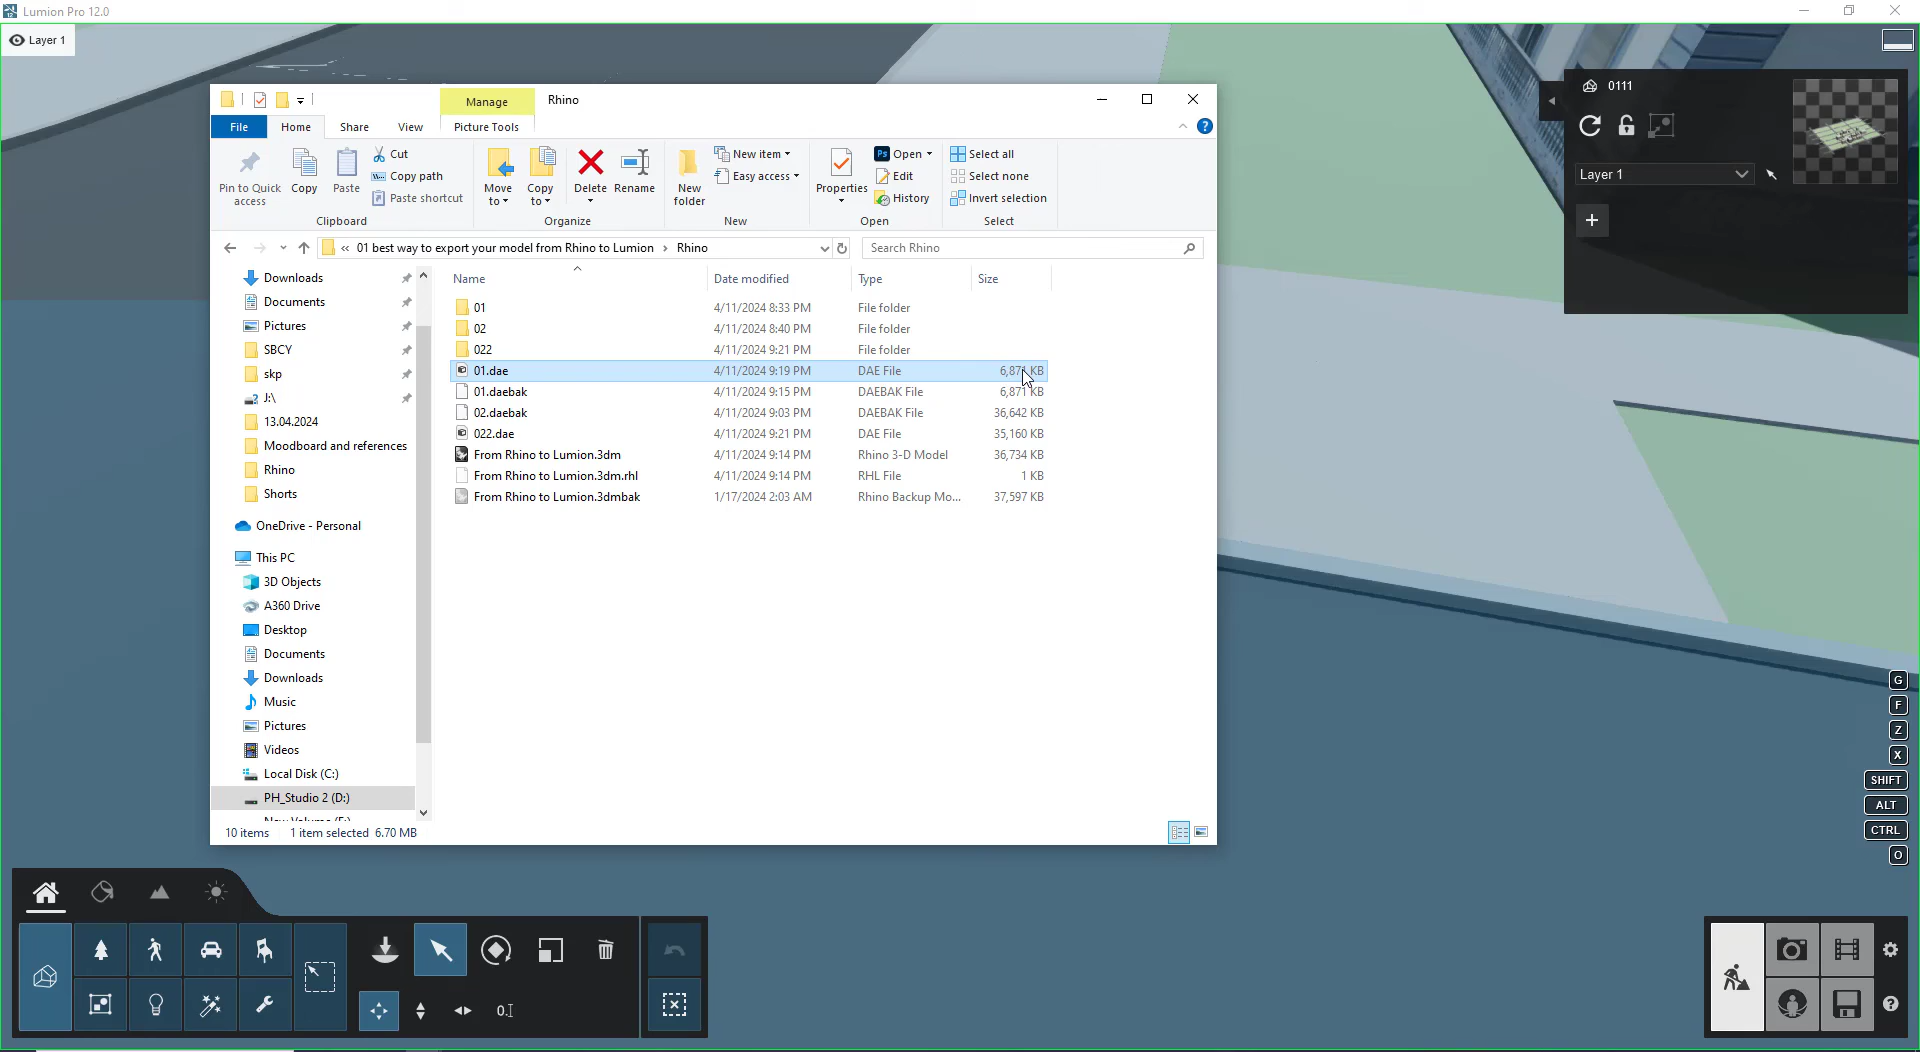 Lumion Pro 12.0
Layer 1
Manage
Rhino
File
Home
Share
View
Picture Tools
Pin to Quick access
Copy
Paste
Cut
Copy path
Paste shortcut
Clipboard
Move to
Copy to
Delete
Rename
Organize
New folder
New item
Easy access
New
Properties
Open
Edit
History
Open
Select all
Select none
Invert selection
Select
« 01 best way to export your model from Rhino to Lumion › Rhino
Search Rhino
Name Date modified Type Size
01 4/11/2024 8:33 PM File folder
02 4/11/2024 8:40 PM File folder
022 4/11/2024 9:21 PM File folder
01.dae 4/11/2024 9:19 PM DAE File 6,871 KB
01.daebak 4/11/2024 9:15 PM DAEBAK File 6,871 KB
02.daebak 4/11/2024 9:03 PM DAEBAK File 36,642 KB
022.dae 4/11/2024 9:21 PM DAE File 35,160 KB
From Rhino to Lumion.3dm 4/11/2024 9:14 PM Rhino 3-D Model 36,734 KB
From Rhino to Lumion.3dm.rhl 4/11/2024 9:14 PM RHL File 1 KB
From Rhino to Lumion.3dmbak 1/17/2024 2:03 AM Rhino Backup Mo... 37,597 KB
Downloads
Documents
Pictures
SBCY
skp
J:\
13.04.2024
Moodboard and references
Rhino
Shorts
OneDrive - Personal
This PC
3D Objects
A360 Drive
Desktop
Documents
Downloads
Music
Pictures
Videos
Local Disk (C:)
PH_Studio 2 (D:)
10 items 1 item selected 6.70 MB
0111
Layer 1
G
F
Z
X
SHIFT
ALT
CTRL
O